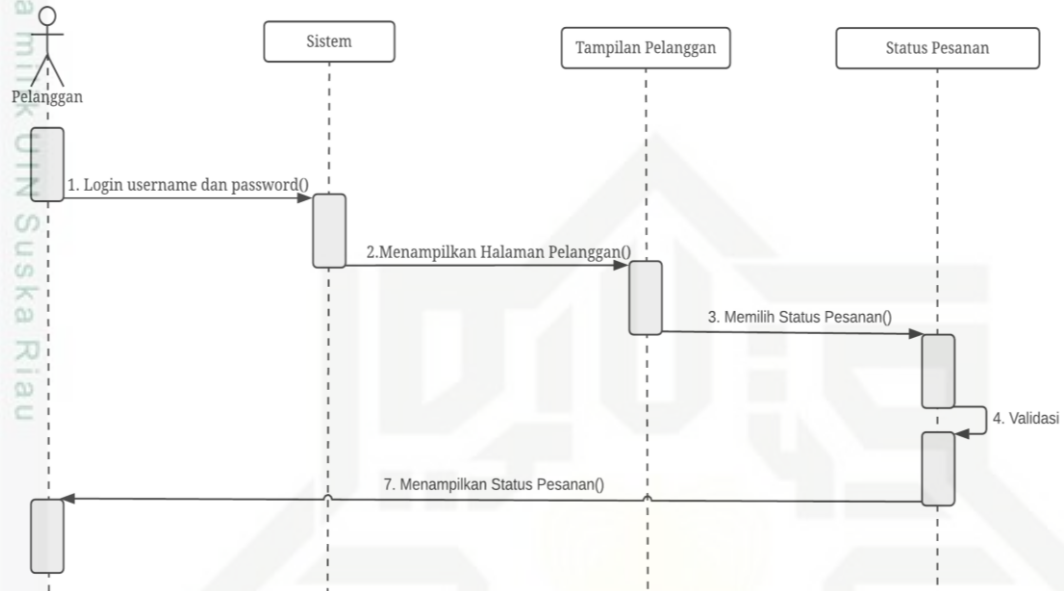 Sistem
Tampilan Pelanggan
Status Pesanan
Pelanggan
1. Login username dan password()
2.Menampilkan Halaman Pelanggan()
3. Memilih Status Pesanan()
4. Validasi
7. Menampilkan Status Pesanan()
a milik UIN Suska Riau